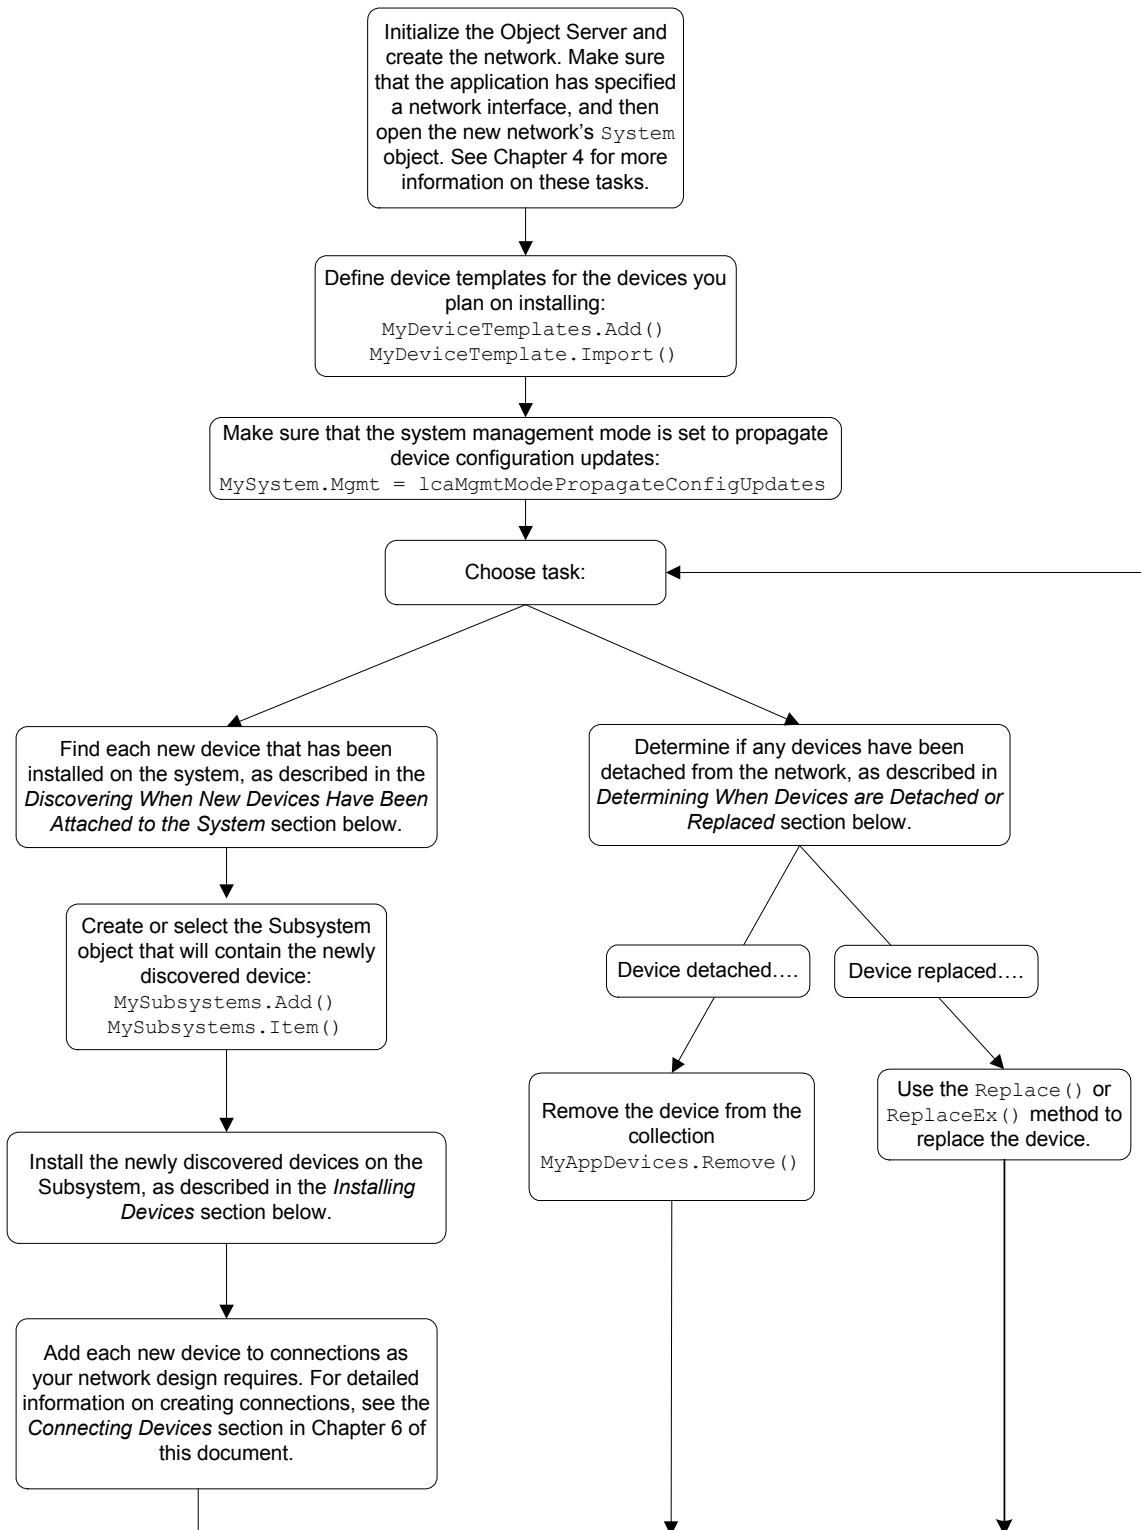 Initialize the Object Server and
create the network. Make sure
that the application has specified
a network interface, and then
open the new network's System
object. See Chapter 4 for more
information on these tasks.
Define device templates for the devices you
plan on installing:
MyDeviceTemplates.Add()
MyDeviceTemplate.Import()
Make sure that the system management mode is set to propagate
device configuration updates:
MySystem.Mgmt = lcaMgmtModePropagateConfigUpdates
Choose task:
Find each new device that has been
installed on the system, as described in the
Discovering When New Devices Have Been
Attached to the System section below.
Create or select the Subsystem
object that will contain the newly
discovered device:
MySubsystems.Add()
MySubsystems.Item()
Install the newly discovered devices on the
Subsystem, as described in the Installing
Devices section below.
Add each new device to connections as
your network design requires. For detailed
information on creating connections, see the
Connecting Devices section in Chapter 6 of
this document.
Determine if any devices have been
detached from the network, as described in
Determining When Devices are Detached or
Replaced section below.
Device detached....
Remove the device from the
collection
MyAppDevices.Remove()
Device replaced....
Use the Replace() or
ReplaceEx() method to
replace the device.